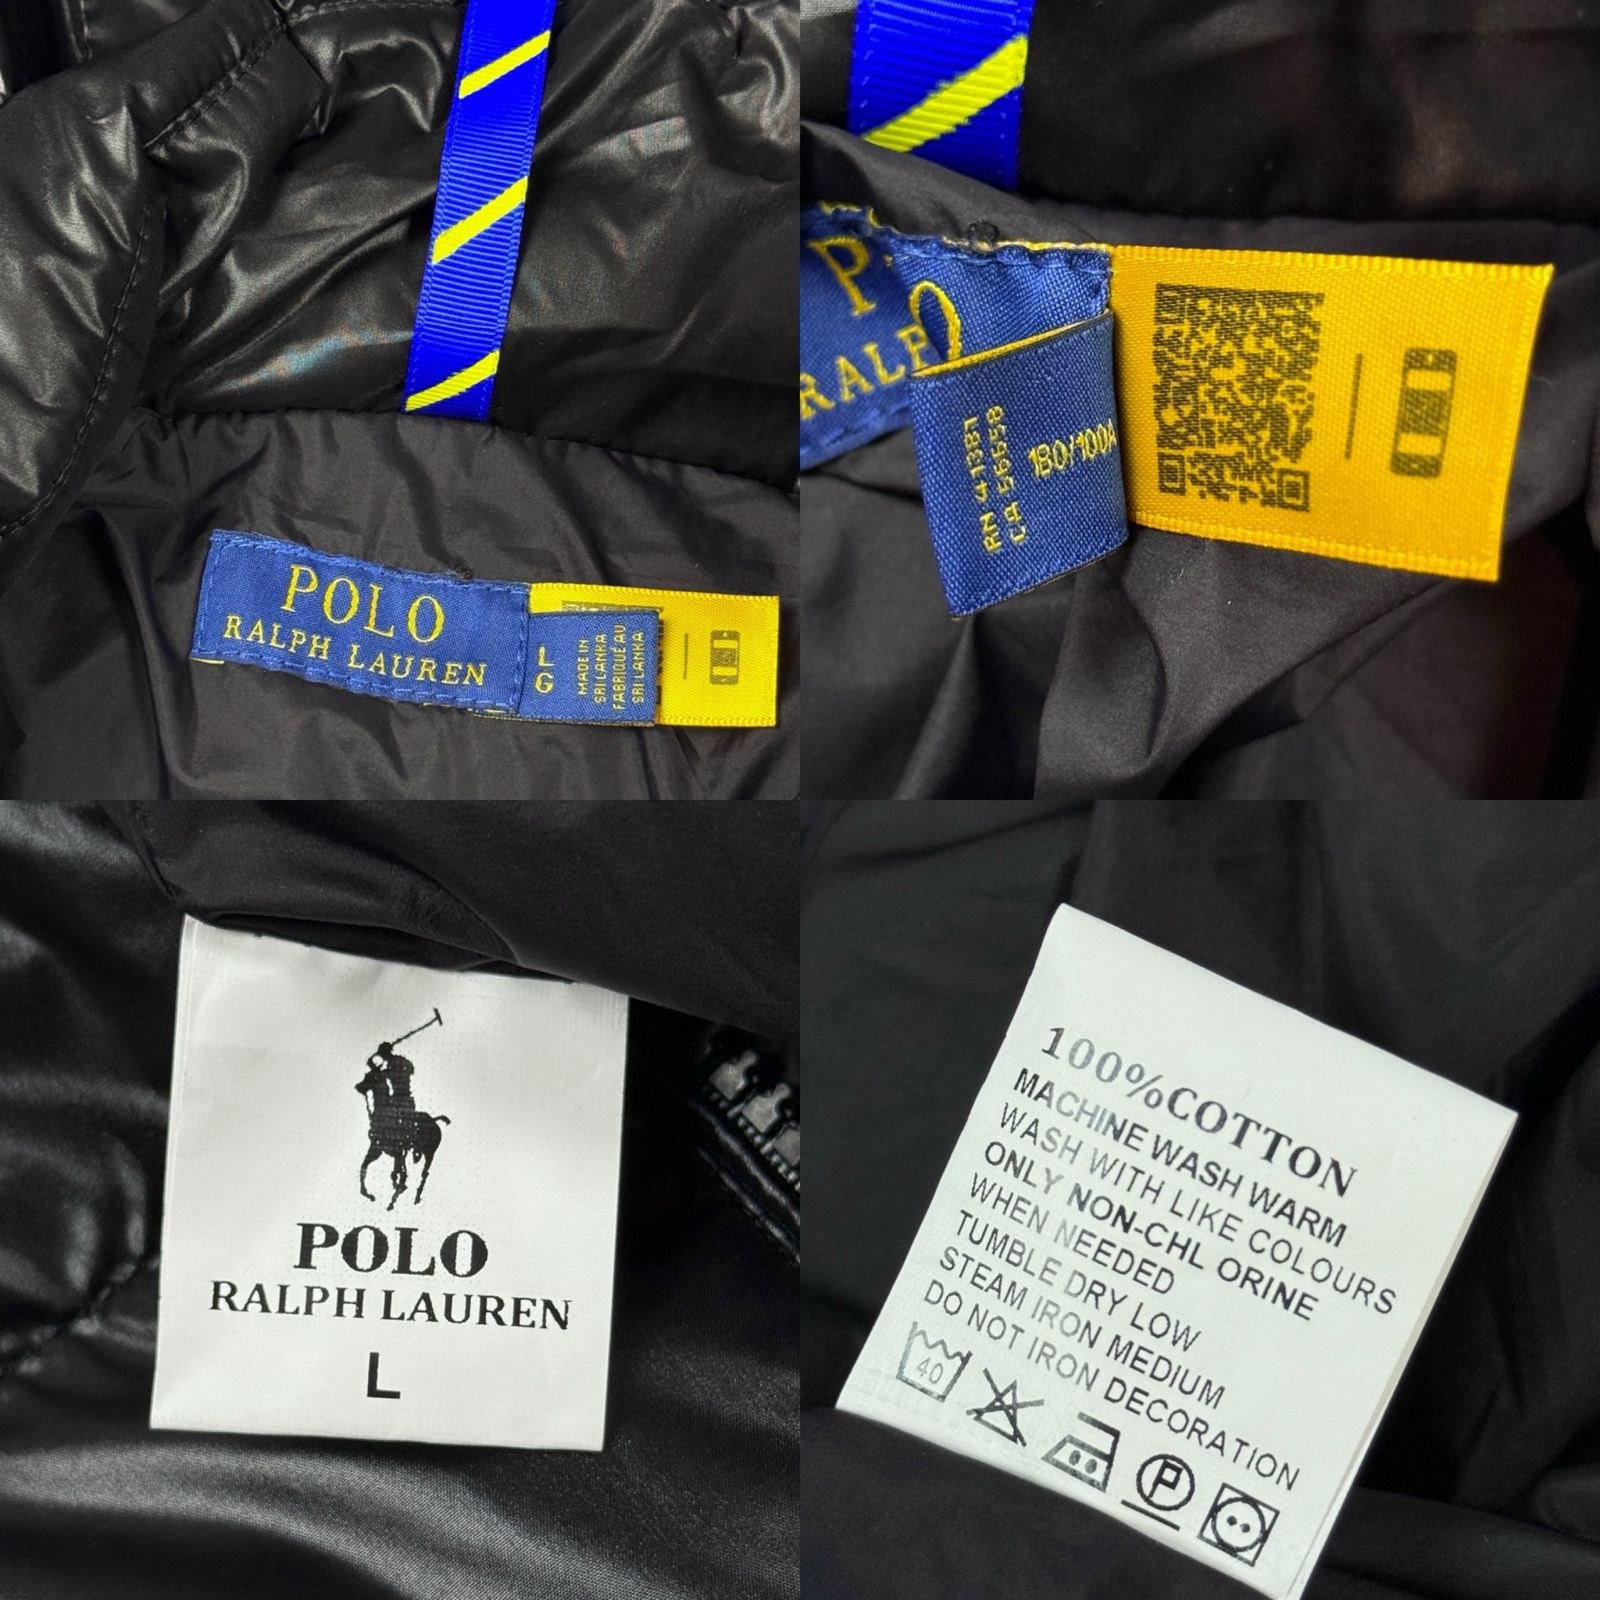 POLO
RALPH LAUREN
L
G
MADE IN
SRI LANKA
FABRIQUÉ AU
SRI LANKA
RN 41381
CA 56558
180/100A
POLO
RALPH LAUREN
L
100%COTTON
MACHINE WASH WARM
WASH WITH LIKE COLOURS
ONLY NON-CHL ORINE
WHEN NEEDED
TUMBLE DRY LOW
STEAM IRON MEDIUM
DO NOT IRON DECORATION
40
P